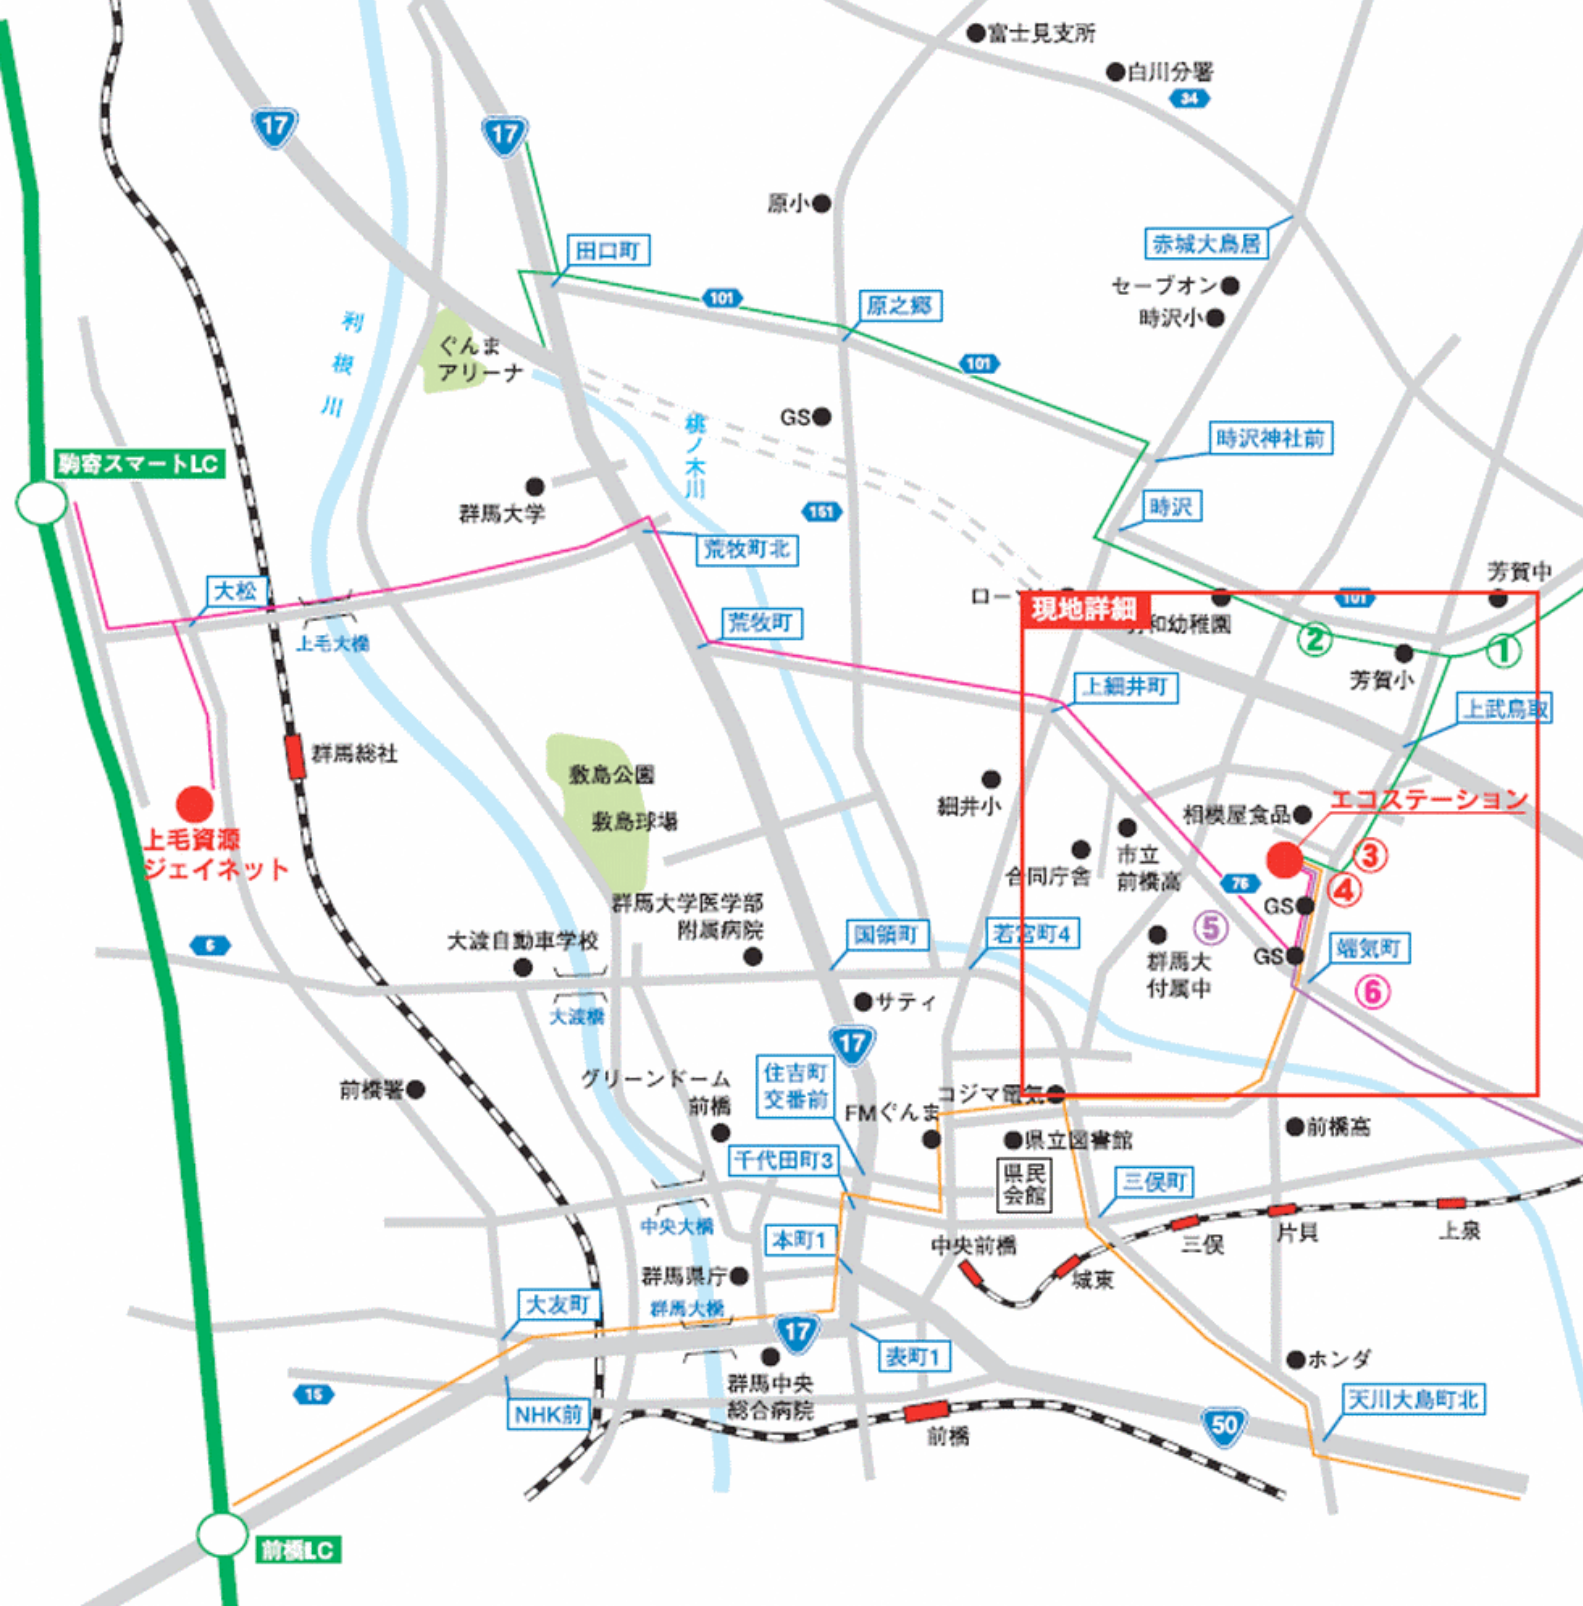 富士見支所
白川分署
34
17
17
原小
田口町
赤城大鳥居
101
原之郷
セーブオン
時沢小
利根川
ぐんま
アリーナ
101
GS
桃ノ木川
時沢神社前
駒寄スマートLC
群馬大学
151
時沢
荒牧町北
大松
芳賀中
101
現地詳細
和幼稚園
荒牧町
上毛大橋
②
①
芳賀小
上細井町
上武鳥取
群馬総社
敷島公園
敷島球場
細井小
エコステーション
相模屋食品
上毛資源
ジェイネット
市立
前橋高
合同庁舎
③
④
76
GS
群馬大学医学部
附属病院
大渡自動車学校
国領町
若宮町4
⑤
端気町
6
GS
群馬大
付属中
⑥
サティ
大渡橋
17
住吉町
交番前
グリーンドーム
前橋
前橋署
コジマ電気
FMぐんま
前橋高
県立図書館
千代田町3
県民
会館
三俣町
中央大橋
本町1
中央前橋
三俣
片貝
上泉
城東
群馬県庁
大友町
群馬大橋
17
表町1
ホンダ
群馬中央
総合病院
15
NHK前
天川大島町北
50
前橋
前橋LC